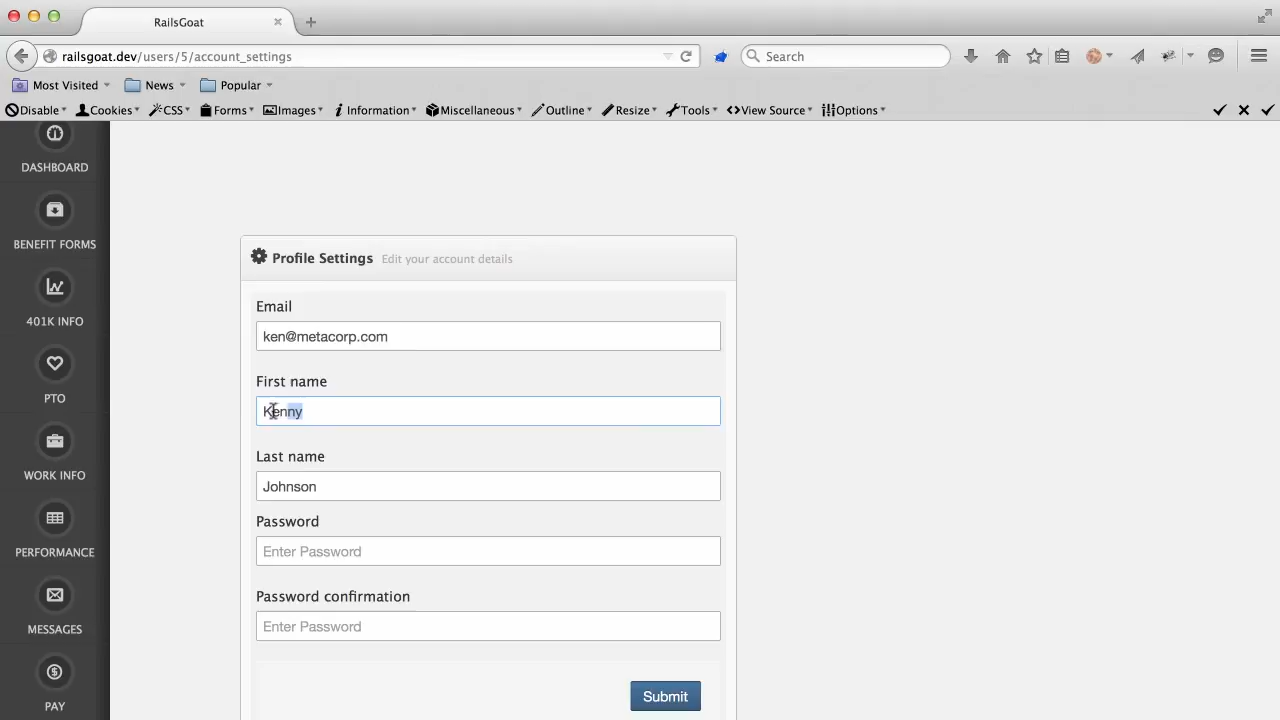 RailsGoat
railsgoat.dev/users/5/account_settings
Search
Most Visited News Popular
Disable Cookies CSS Forms Images Information Miscellaneous Outline Resize Tools View Source Options
DASHBOARD
BENEFIT FORMS
401K INFO
PTO
WORK INFO
PERFORMANCE
MESSAGES
PAY
Profile Settings Edit your account details
Email
ken@metacorp.com
First name
Kenny
Last name
Johnson
Password
Enter Password
Password confirmation
Enter Password
Submit